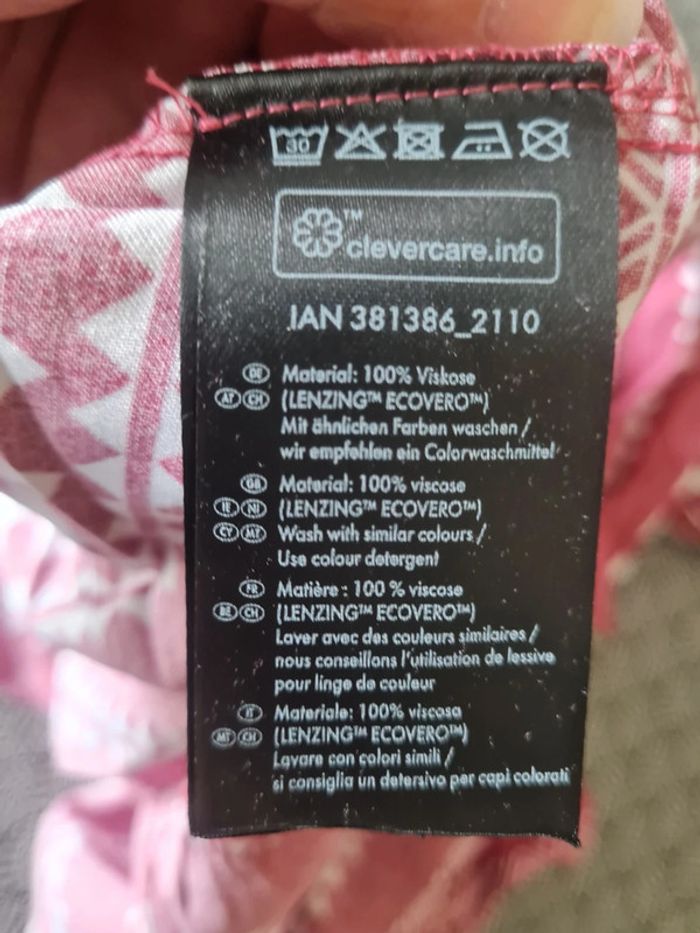 30
clevercare.info™
IAN 381386_2110
DE Material: 100% Viskose
AT CH (LENZING™ ECOVERO™)
Mit ähnlichen Farben waschen /
wir empfehlen ein Colorwaschmittel
GB Material: 100% viscose
IE NI (LENZING™ ECOVERO™)
CY MT Wash with similar colours /
Use colour detergent
FR Matière : 100 % viscose
BE CH (LENZING™ ECOVERO™)
Laver avec des couleurs similaires /
nous conseillons l'utilisation de lessive
pour linge de couleur
IT Materiale: 100% viscosa
MT CH (LENZING™ ECOVERO™)
Lavare con colori simili /
si consiglia un detersivo per capi colorati